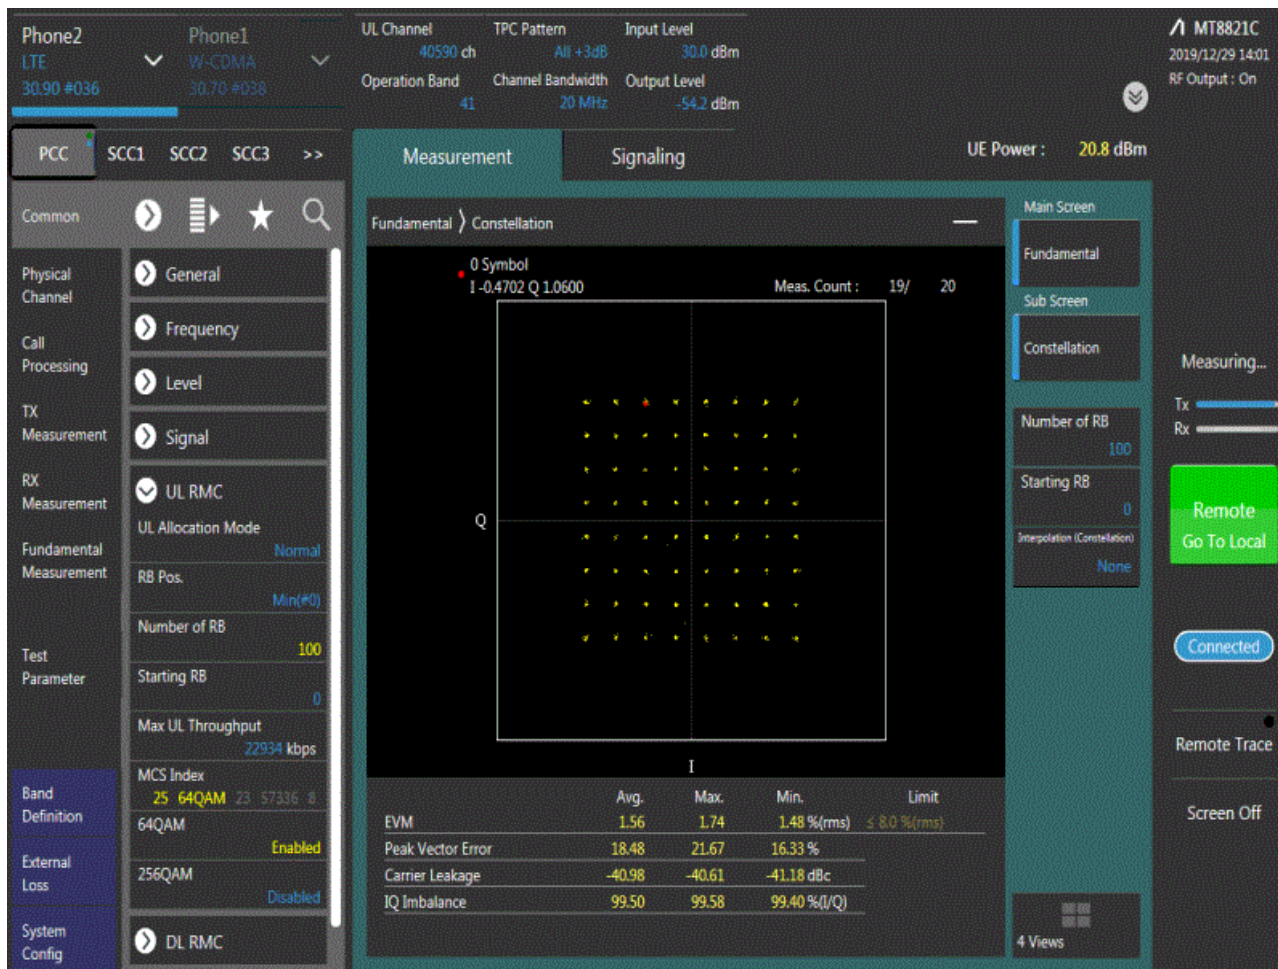 Phone2
LTE
30.90 #036
Phone1
W-CDMA
30.70 #038
UL Channel
40590 ch
TPC Pattern
All +3dB
Input Level
30.0 dBm
Operation Band
41
Channel Bandwidth
20 MHz
Output Level
-54.2 dBm
MT8821C
2019/12/29 14:01
RF Output : On
PCC SCC1 SCC2 SCC3 >>
Measurement
Signaling
UE Power : 20.8 dBm
Common
Physical
Channel
Call
Processing
TX
Measurement
RX
Measurement
Fundamental
Measurement
Test
Parameter
Band
Definition
External
Loss
System
Config
General
Frequency
Level
Signal
UL RMC
UL Allocation Mode
Normal
RB Pos.
Min(#0)
Number of RB
100
Starting RB
0
Max UL Throughput
22934 kbps
MCS Index
25 64QAM 23 57336 8
64QAM
Enabled
256QAM
Disabled
DL RMC
Fundamental 〉 Constellation
0 Symbol
I -0.4702 Q 1.0600
Meas. Count : 19/ 20
Q
I
Avg. Max. Min. Limit
EVM 1.56 1.74 1.48 %(rms) ≤ 8.0 %(rms)
Peak Vector Error 18.48 21.67 16.33 %
Carrier Leakage -40.98 -40.61 -41.18 dBc
IQ Imbalance 99.50 99.58 99.40 %(I/Q)
Main Screen
Fundamental
Sub Screen
Constellation
Number of RB
100
Starting RB
0
Interpolation (Constellation)
None
4 Views
Measuring...
Tx
Rx
Remote
Go To Local
Connected
Remote Trace
Screen Off